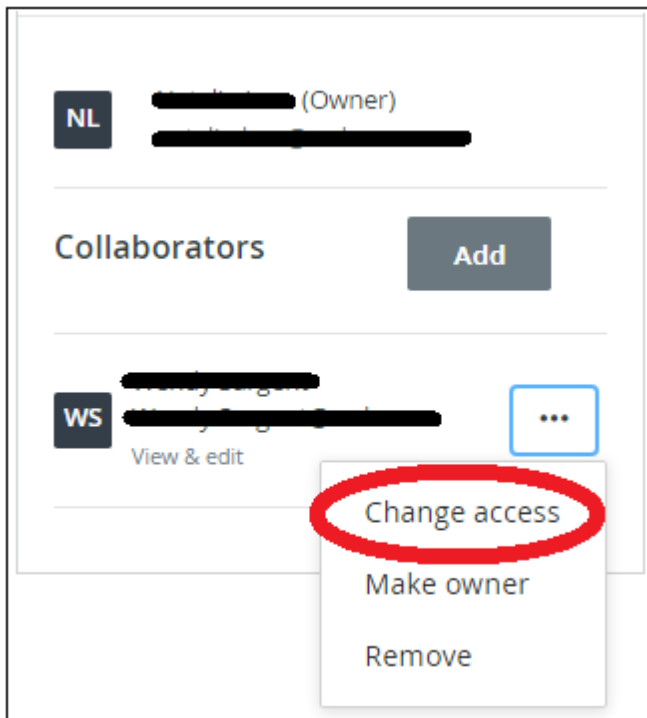 NL
(Owner)
Collaborators
Add
WS
...
View & edit
Change access
Make owner
Remove